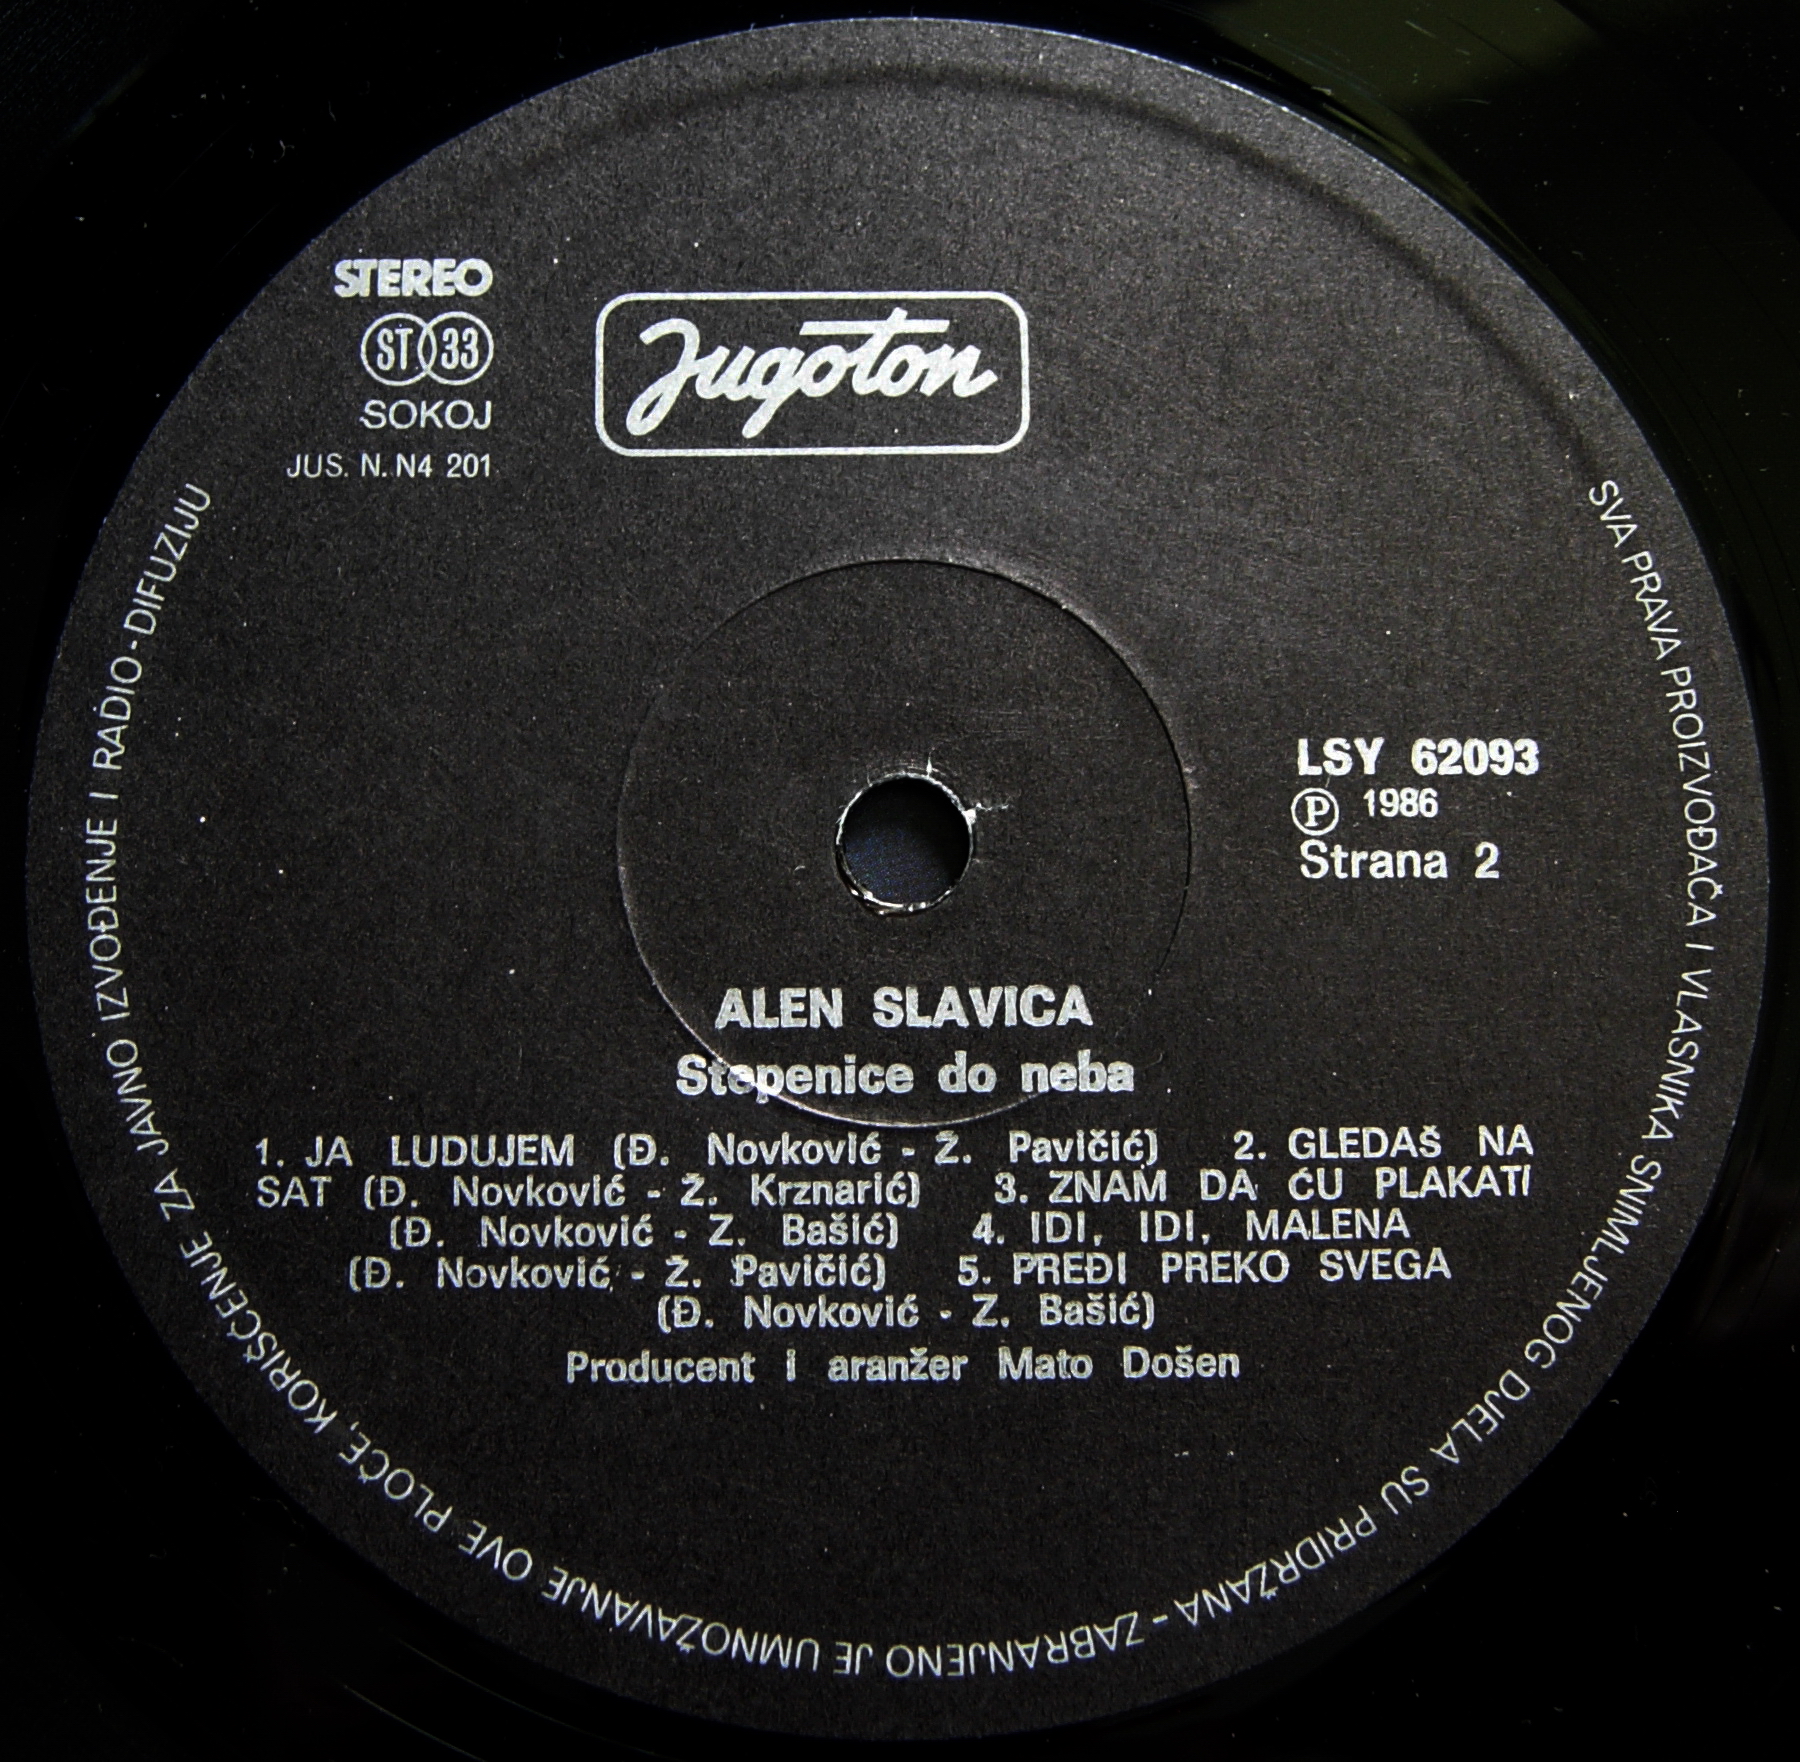 STEREO
ST 33
SOKOJ
JUS. N. N4 201
Jugoton
LSY 62093
Ⓟ 1986
Strana 2
ALEN SLAVICA
Stepenice do neba
1. JA LUDUJEM (Đ. Novković - Ž. Pavičić) 2. GLEDAŠ NA
SAT (Đ. Novković - Ž. Krznarić) 3. ZNAM DA ĆU PLAKATI
(Đ. Novković - Z. Bašić) 4. IDI, IDI, MALENA
(Đ. Novković - Ž. Pavičić) 5. PREĐI PREKO SVEGA
(Đ. Novković - Z. Bašić)
Producent i aranžer Mato Došen
SVA PRAVA PROIZVOĐAČA I VLASNIKA SNIMLJENOG DJELA SU PRIDRŽANA - ZABRANJENO JE UMNOŽAVANJE OVE PLOČE, KORIŠĆENJE ZA JAVNO IZVOĐENJE I RADIO-DIFUZIJU